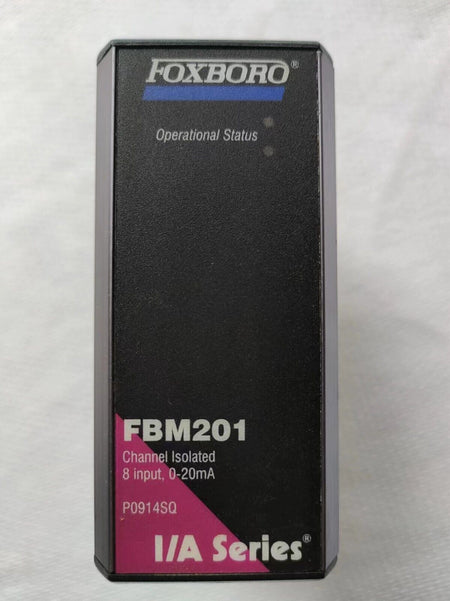 FOXBORO®
Operational Status
FBM201
Channel Isolated
8 input, 0-20mA
P0914SQ
I/A Series®